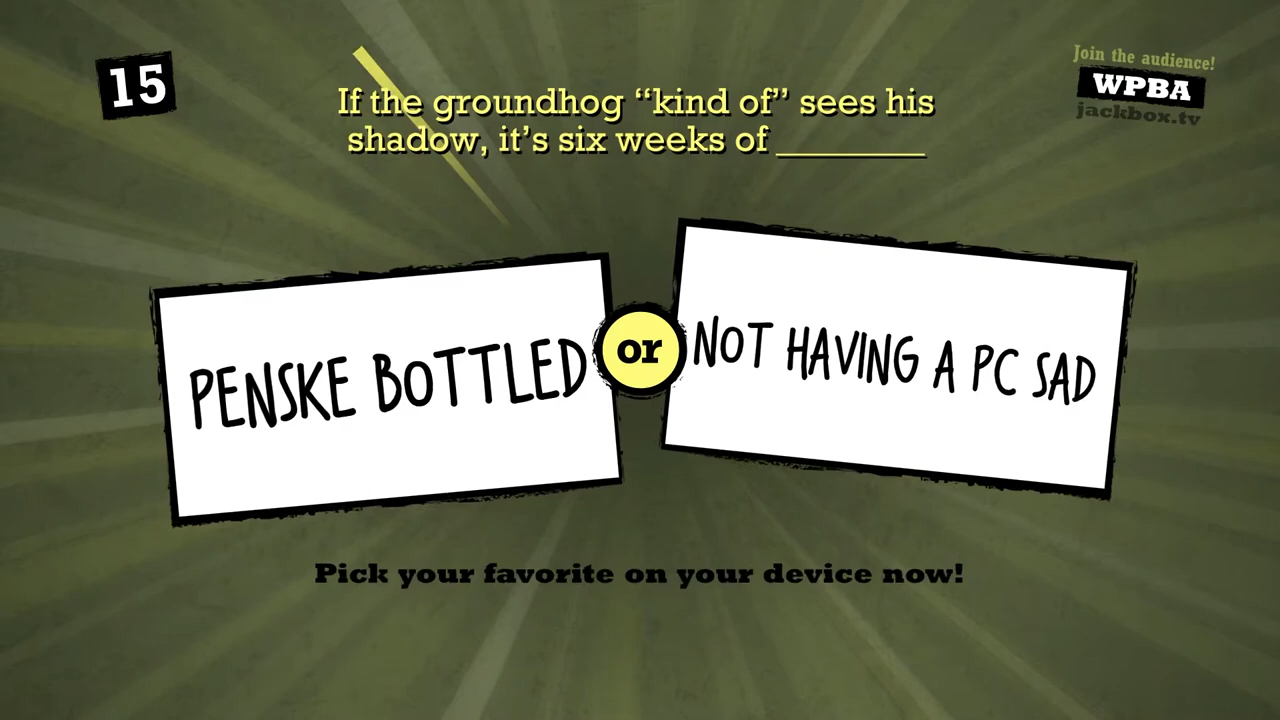 15
If the groundhog “kind of” sees his
shadow, it’s six weeks of ________
Join the audience!
WPBA
jackbox.tv
PENSKE BOTTLED
or
NOT HAVING A PC SAD
Pick your favorite on your device now!